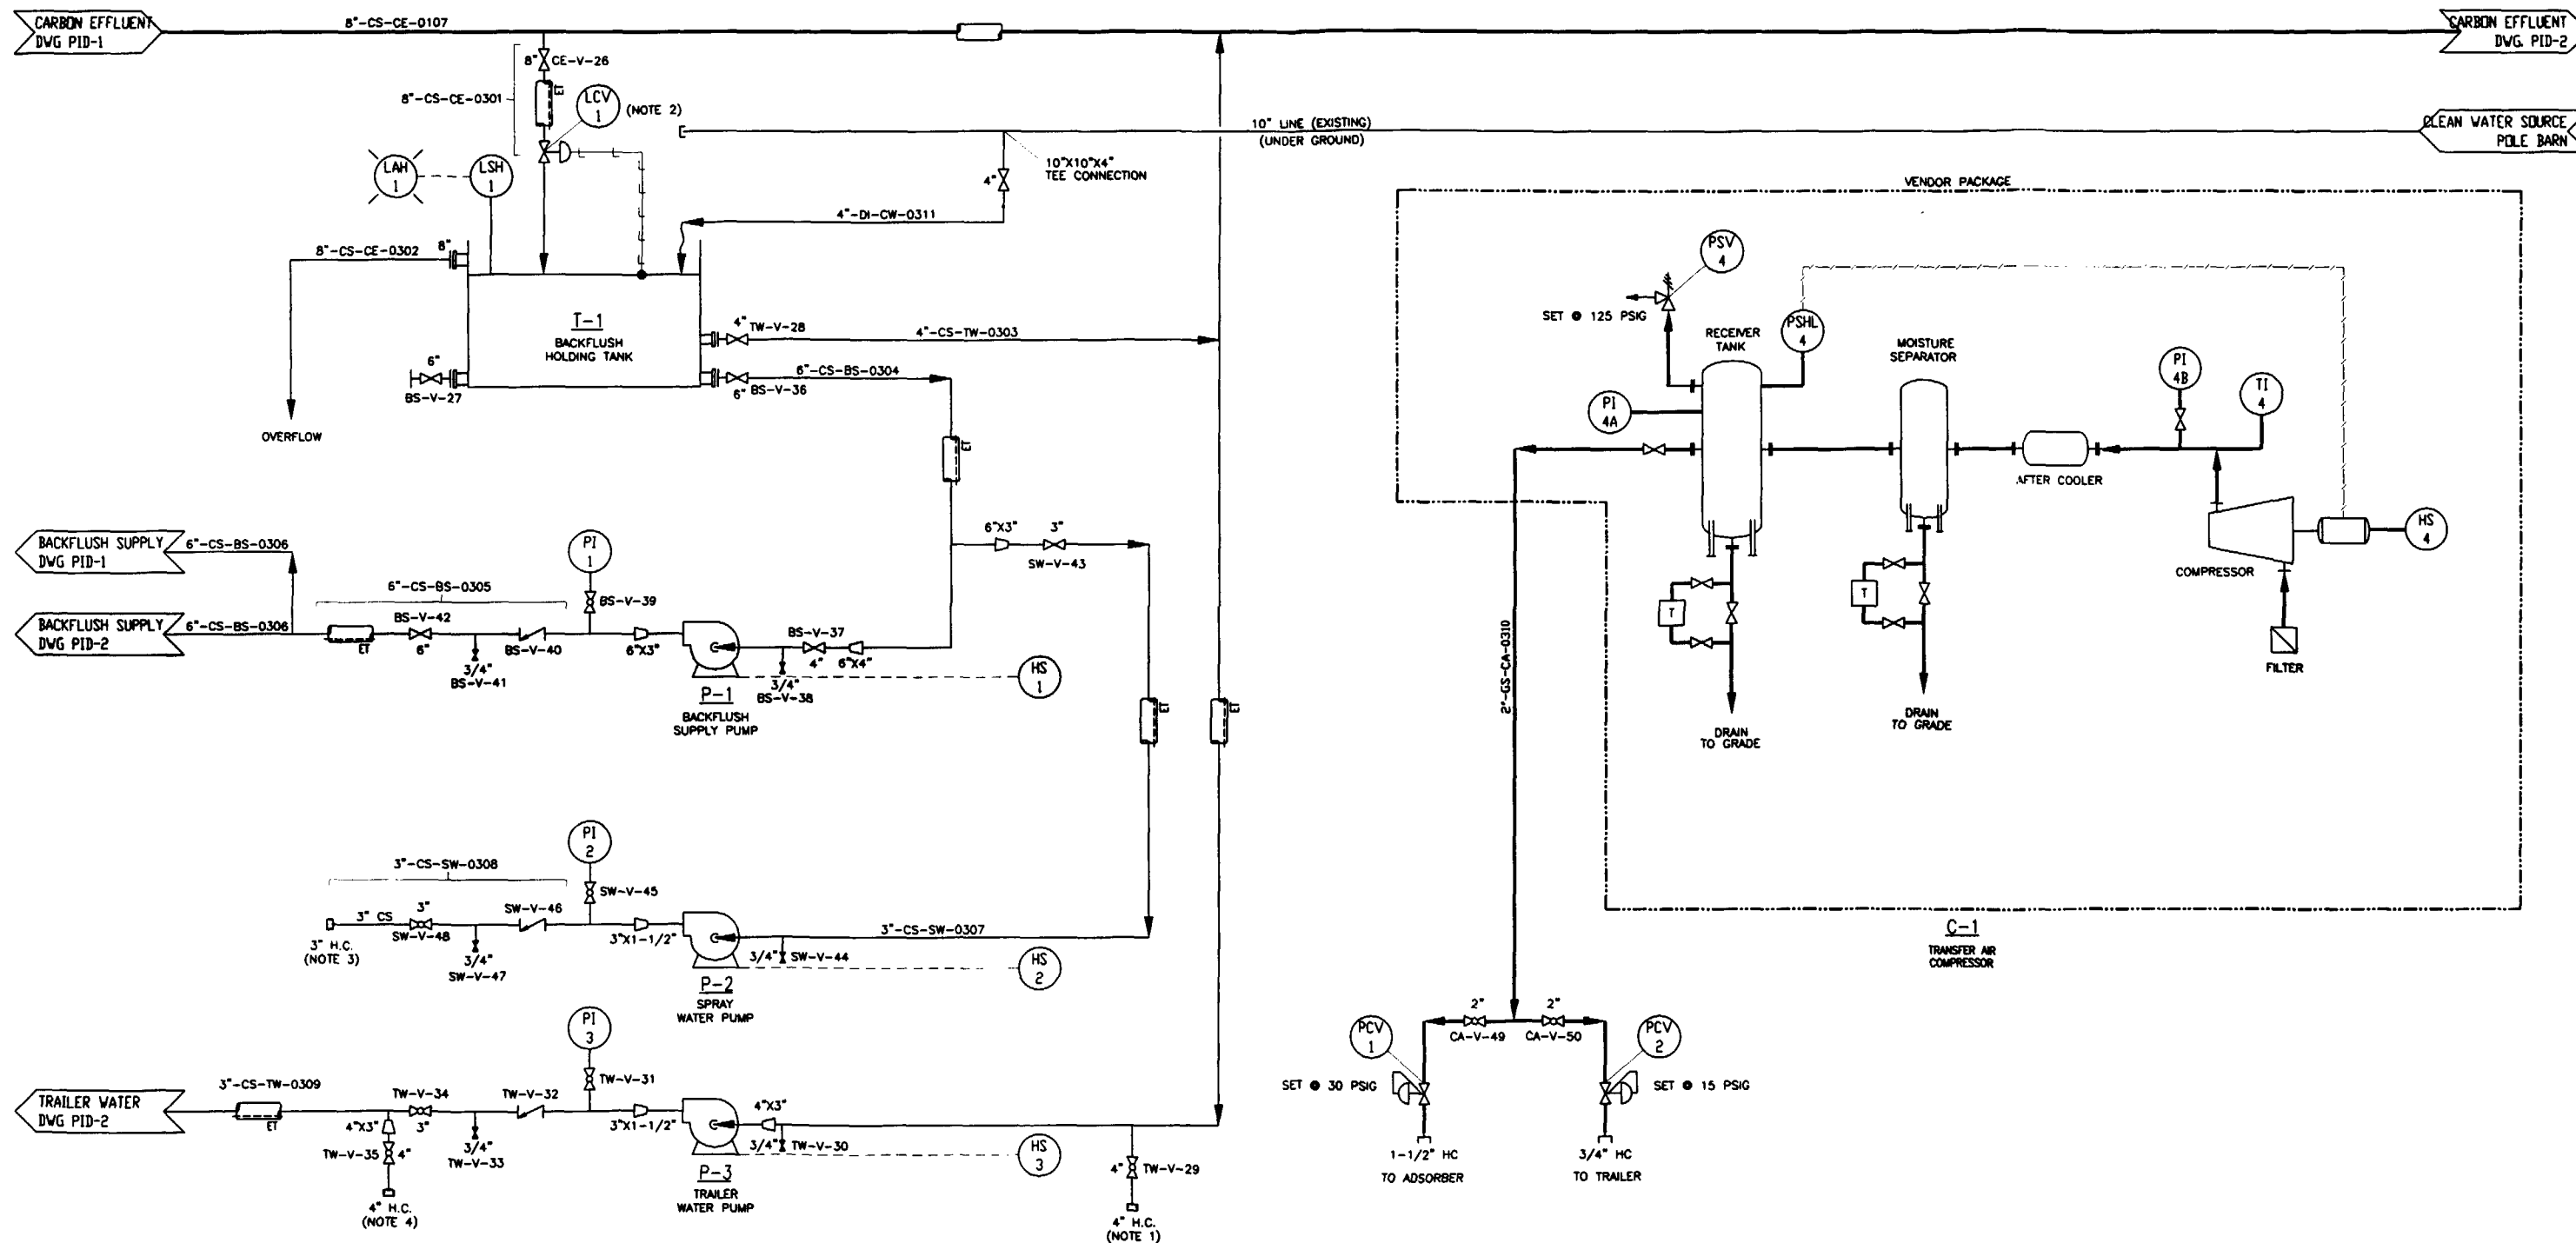 CARBON EFFLUENT
DWG PID-1
8"-CS-CE-0107
CARBON EFFLUENT
DWG. PID-2
8" CE-V-26
ET
8"-CS-CE-0301
LCV
1
(NOTE 2)
10" LINE (EXISTING)
(UNDER GROUND)
CLEAN WATER SOURCE
POLE BARN
10"X10"X4"
TEE CONNECTION
4"
LAH
1
LSH
1
VENDOR PACKAGE
4"-DI-CW-0311
8"-CS-CE-0302
8"
T-1
BACKFLUSH
HOLDING TANK
4" TW-V-28
4"-CS-TW-0303
6"
BS-V-27
6" BS-V-36
6"-CS-BS-0304
OVERFLOW
ET
PSV
4
SET @ 125 PSIG
RECEIVER
TANK
PSHL
4
MOISTURE
SEPARATOR
PI
4A
PI
4B
TI
4
AFTER COOLER
HS
4
COMPRESSOR
FILTER
T
T
DRAIN
TO GRADE
DRAIN
TO GRADE
6"X3"
3"
SW-V-43
BACKFLUSH SUPPLY
DWG PID-1
6"-CS-BS-0306
PI
1
6"-CS-BS-0305
BS-V-39
BACKFLUSH SUPPLY
DWG PID-2
6"-CS-BS-0306
ET
BS-V-42
6"
3/4"
BS-V-41
BS-V-40
6"X3"
BS-V-37
4"
6"X4"
3/4"
BS-V-38
HS
1
P-1
BACKFLUSH
SUPPLY PUMP
ET
ET
2"-GS-CA-0310
PI
2
3"-CS-SW-0308
SW-V-45
3" CS
3"
SW-V-48
SW-V-46
3" H.C.
(NOTE 3)
3/4"
SW-V-47
3"X1-1/2"
3"-CS-SW-0307
3/4" SW-V-44
HS
2
P-2
SPRAY
WATER PUMP
C-1
TRANSFER AIR
COMPRESSOR
PI
3
TRAILER WATER
DWG PID-2
3"-CS-TW-0309
ET
TW-V-34
3"
TW-V-32
TW-V-31
4"X3"
TW-V-35
4"
3/4"
TW-V-33
3"X1-1/2"
4"X3"
3/4" TW-V-30
HS
3
4" H.C.
(NOTE 4)
P-3
TRAILER
WATER PUMP
4" TW-V-29
4" H.C.
(NOTE 1)
2"
CA-V-49
2"
CA-V-50
PCV
1
PCV
2
SET @ 30 PSIG
SET @ 15 PSIG
1-1/2" HC
TO ADSORBER
3/4" HC
TO TRAILER